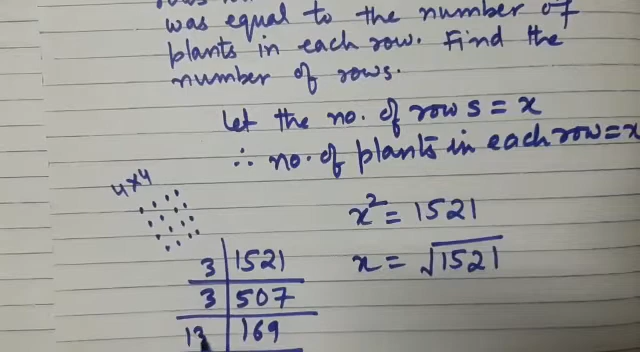 was equal to the number of
plants in each row. Find the
number of rows.
Let the no. of rows = x
∴ no. of plants in each row = x
4x4
x² = 1521
x = √1521
3 | 1521
3 | 507
13 | 169